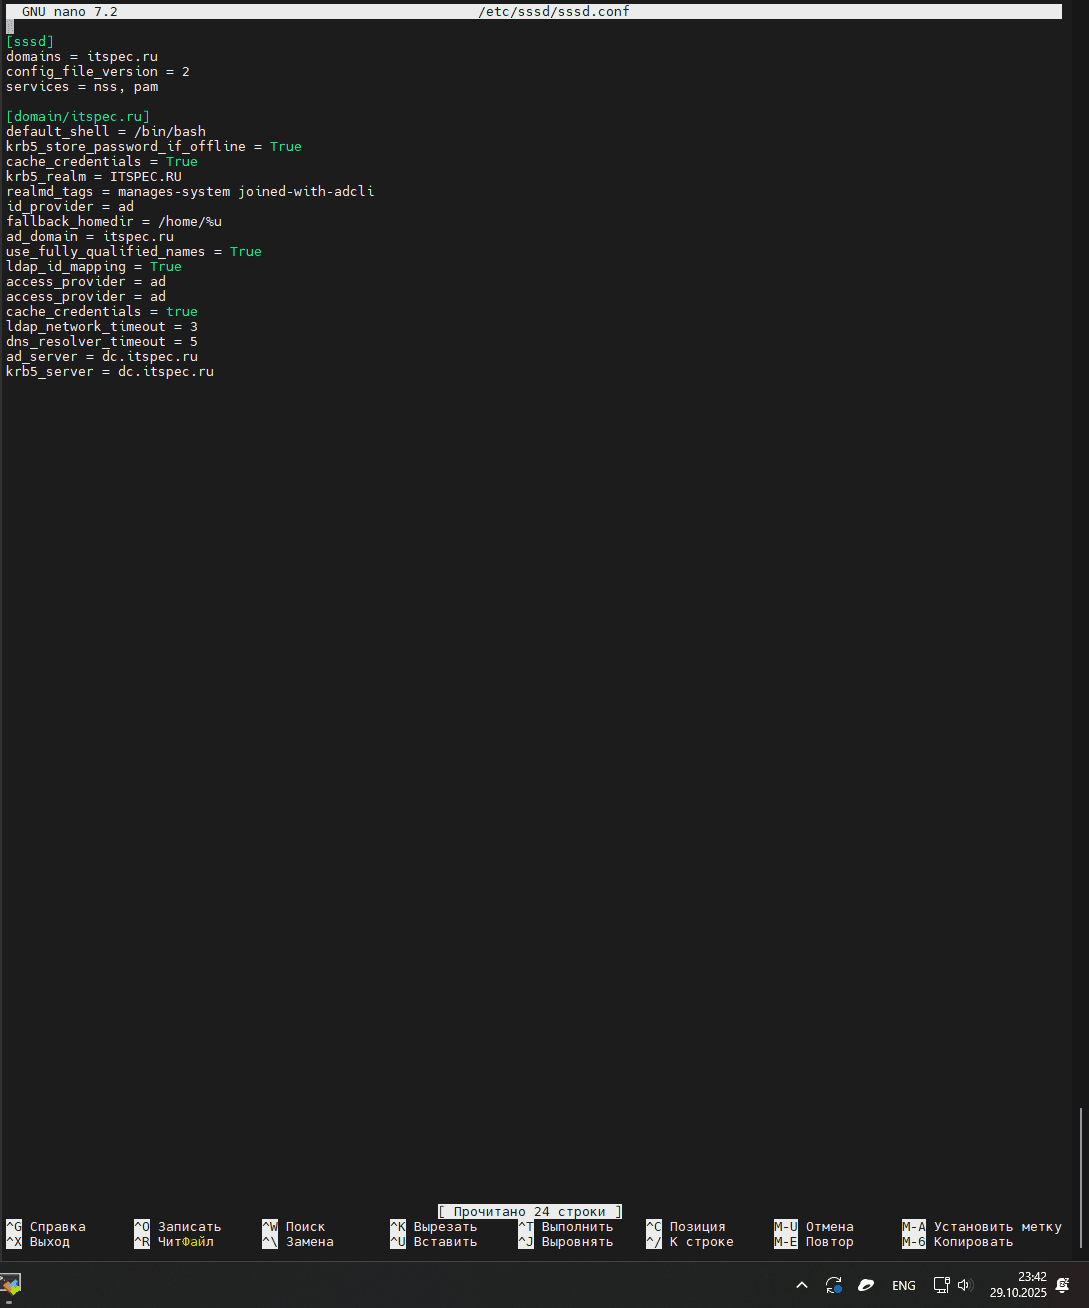 GNU nano 7.2 /etc/sssd/sssd.conf
[sssd]
domains = itspec.ru
config_file_version = 2
services = nss, pam
[domain/itspec.ru]
default_shell = /bin/bash
krb5_store_password_if_offline = True
cache_credentials = True
krb5_realm = ITSPEC.RU
realmd_tags = manages-system joined-with-adcli
id_provider = ad
fallback_homedir = /home/%u
ad_domain = itspec.ru
use_fully_qualified_names = True
ldap_id_mapping = True
access_provider = ad
access_provider = ad
cache_credentials = true
ldap_network_timeout = 3
dns_resolver_timeout = 5
ad_server = dc.itspec.ru
krb5_server = dc.itspec.ru
[ Прочитано 24 строки ]
^G Справка ^O Записать ^W Поиск ^K Вырезать ^T Выполнить ^C Позиция M-U Отмена M-A Установить метку
^X Выход ^R ЧитФайл ^\ Замена ^U Вставить ^J Выровнять ^/ К строке M-E Повтор M-6 Копировать
ENG 23:42
29.10.2025